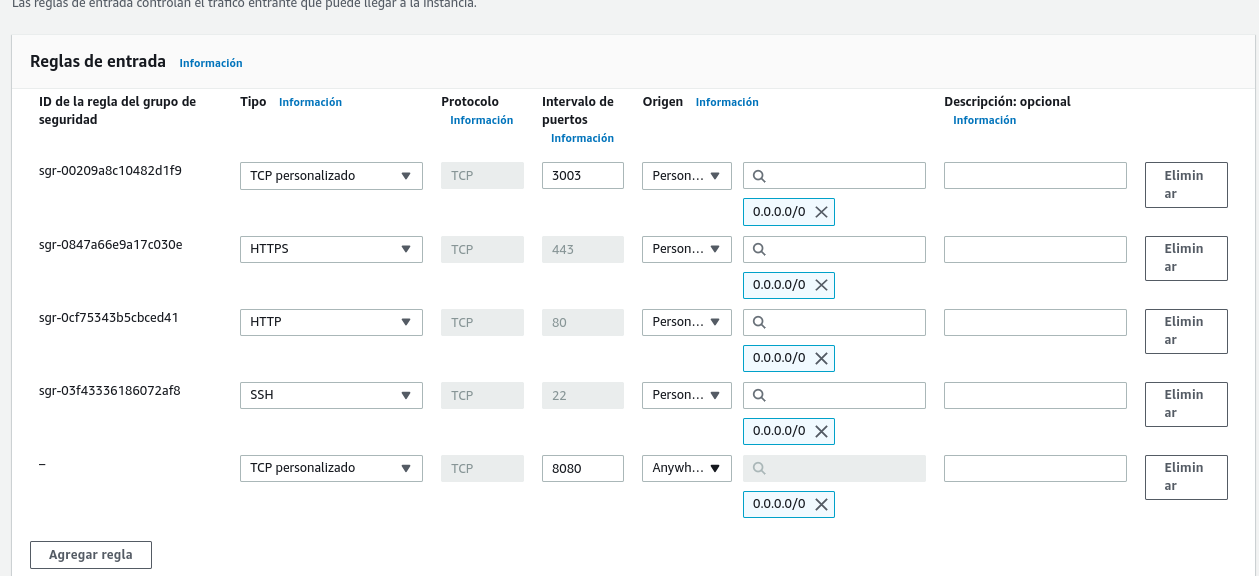 Las reglas de entrada controlan el tráfico entrante que puede llegar a la instancia.
Reglas de entrada Información
ID de la regla del grupo de seguridad
Tipo Información
Protocolo Información
Intervalo de puertos Información
Origen Información
Descripción: opcional Información
sgr-00209a8c10482d1f9 TCP personalizado TCP 3003 Person... Eliminar
0.0.0.0/0
sgr-0847a66e9a17c030e HTTPS TCP 443 Person... Eliminar
0.0.0.0/0
sgr-0cf75343b5cbced41 HTTP TCP 80 Person... Eliminar
0.0.0.0/0
sgr-03f43336186072af8 SSH TCP 22 Person... Eliminar
0.0.0.0/0
– TCP personalizado TCP 8080 Anywh... Eliminar
0.0.0.0/0
Agregar regla